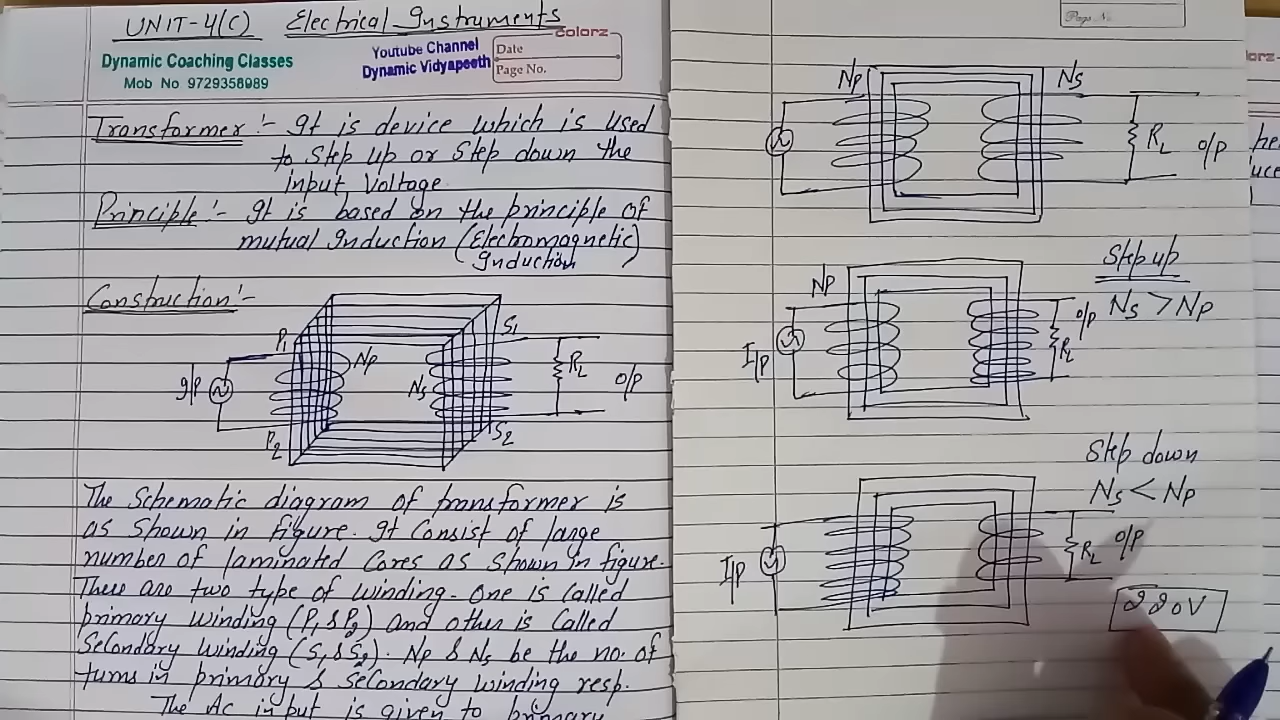 UNIT-4(C) Electrical Instruments
Dynamic Coaching Classes
Mob No 9729358989
Youtube Channel
Dynamic Vidyapeeth
Colorz
Date
Page No.
Transformer:- It is device which is used
to Step up or Step down the
input Voltage
Principle:- It is based on the principle of
mutual Induction (Electromagnetic)
Induction
Construction:-
P1
S1
I/p
NP
NS
RL
O/P
P2
S2
The Schematic diagram of transformer is
as Shown in figure. It Consist of large
number of laminated Cores as Shown in figure.
There are two type of winding. One is called
primary winding (P1 & P2) and other is Called
Secondary winding (S1 & S2). Np & Ns be the no. of
turns in primary & Secondary winding resp.
The AC input is given to primary
NP
NS
RL
O/P
Step up
NS > NP
NP
I/P
O/P
RL
Step down
NS < NP
I/P
RL
O/P
220V